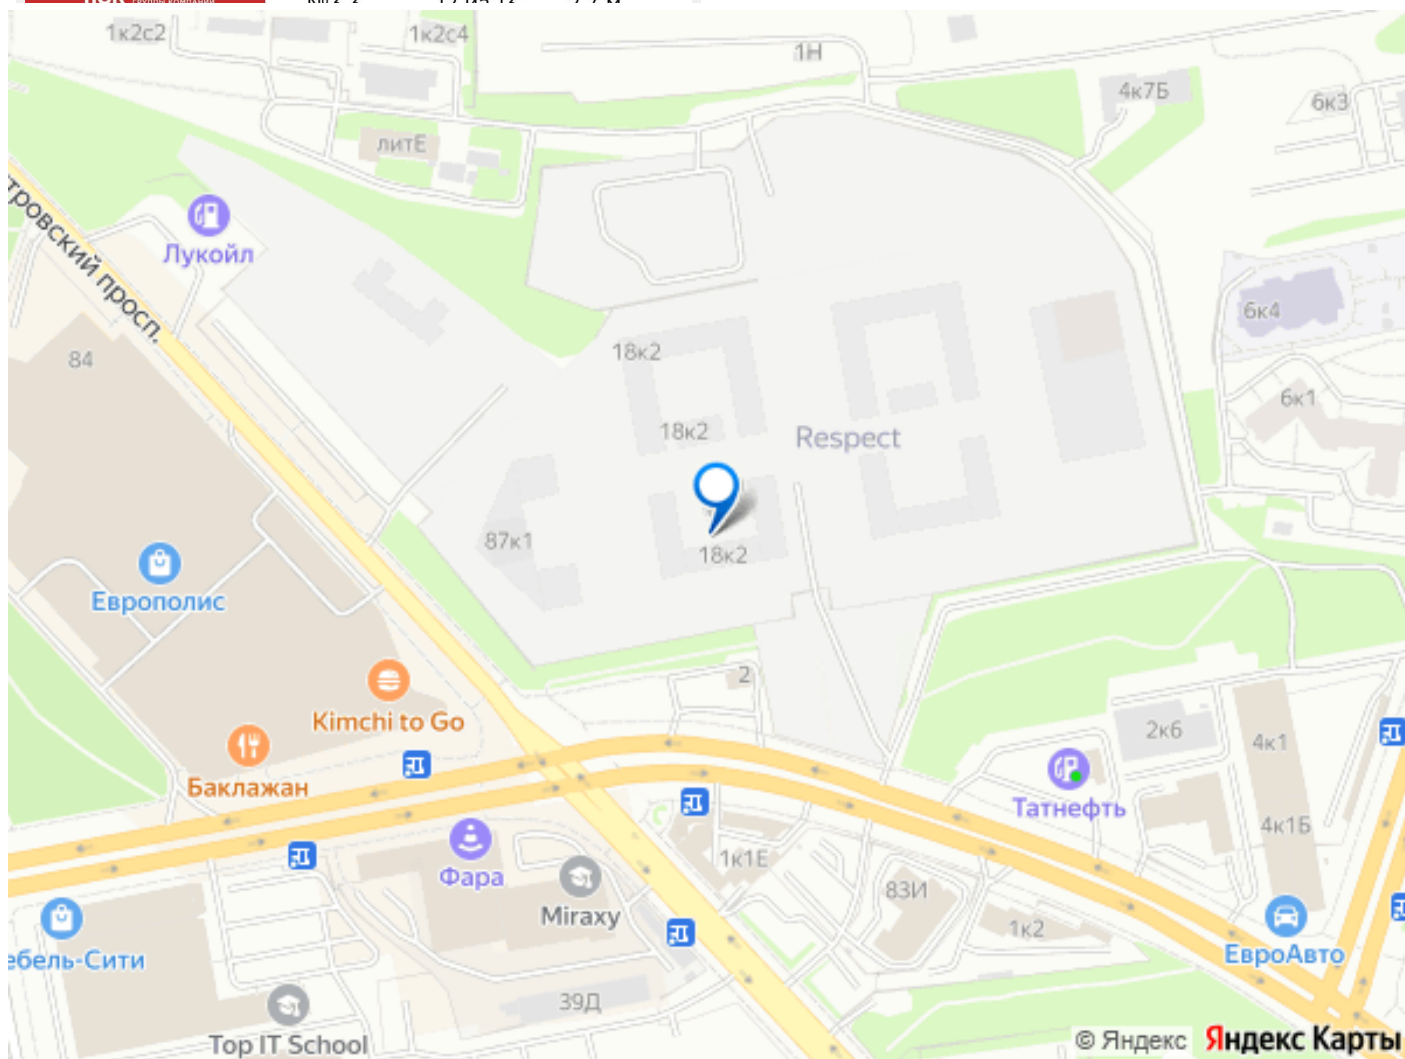 1к2с2
1к2с4
1Н
4к7Б
6к3
литЕ
тровский просп.
Лукойл
6к4
84
18к2
6к1
18к2
Respect
87к1
18к2
Европолис
2
Kimchi to Go
2к6
4к1
Баклажан
Татнефть
4к1Б
1к1Е
Фара
83И
Miraxy
1к2
ебель-Сити
ЕвроАвто
39Д
Top IT School
© Яндекс Яндекс Карты